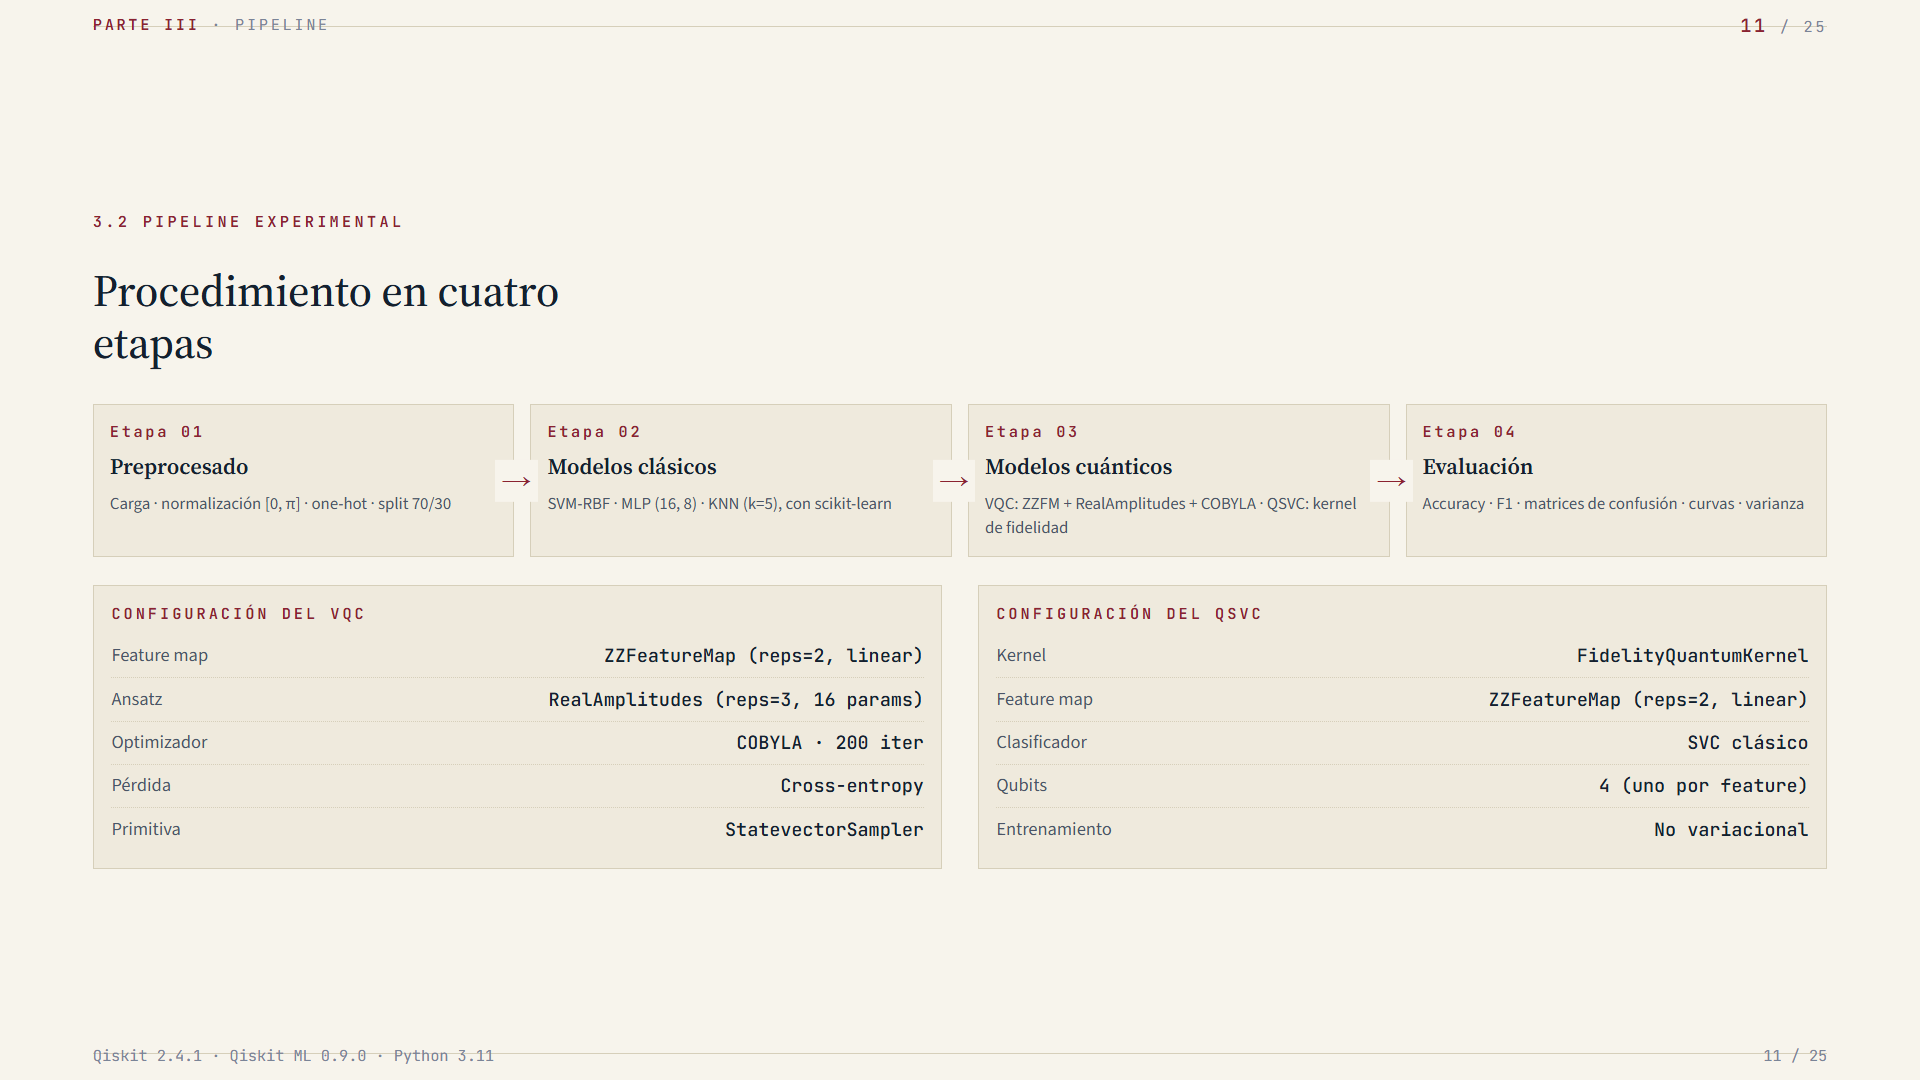 PARTE III · PIPELINE
11 / 25
3.2 PIPELINE EXPERIMENTAL
Procedimiento en cuatro
etapas
Etapa 01
Preprocesado
Carga · normalización [0, π] · one-hot · split 70/30
→
Etapa 02
Modelos clásicos
SVM-RBF · MLP (16, 8) · KNN (k=5), con scikit-learn
→
Etapa 03
Modelos cuánticos
VQC: ZZFM + RealAmplitudes + COBYLA · QSVC: kernel
de fidelidad
→
Etapa 04
Evaluación
Accuracy · F1 · matrices de confusión · curvas · varianza
CONFIGURACIÓN DEL VQC
Feature map ZZFeatureMap (reps=2, linear)
Ansatz RealAmplitudes (reps=3, 16 params)
Optimizador COBYLA · 200 iter
Pérdida Cross-entropy
Primitiva StatevectorSampler
CONFIGURACIÓN DEL QSVC
Kernel FidelityQuantumKernel
Feature map ZZFeatureMap (reps=2, linear)
Clasificador SVC clásico
Qubits 4 (uno por feature)
Entrenamiento No variacional
Qiskit 2.4.1 · Qiskit ML 0.9.0 · Python 3.11
11 / 25